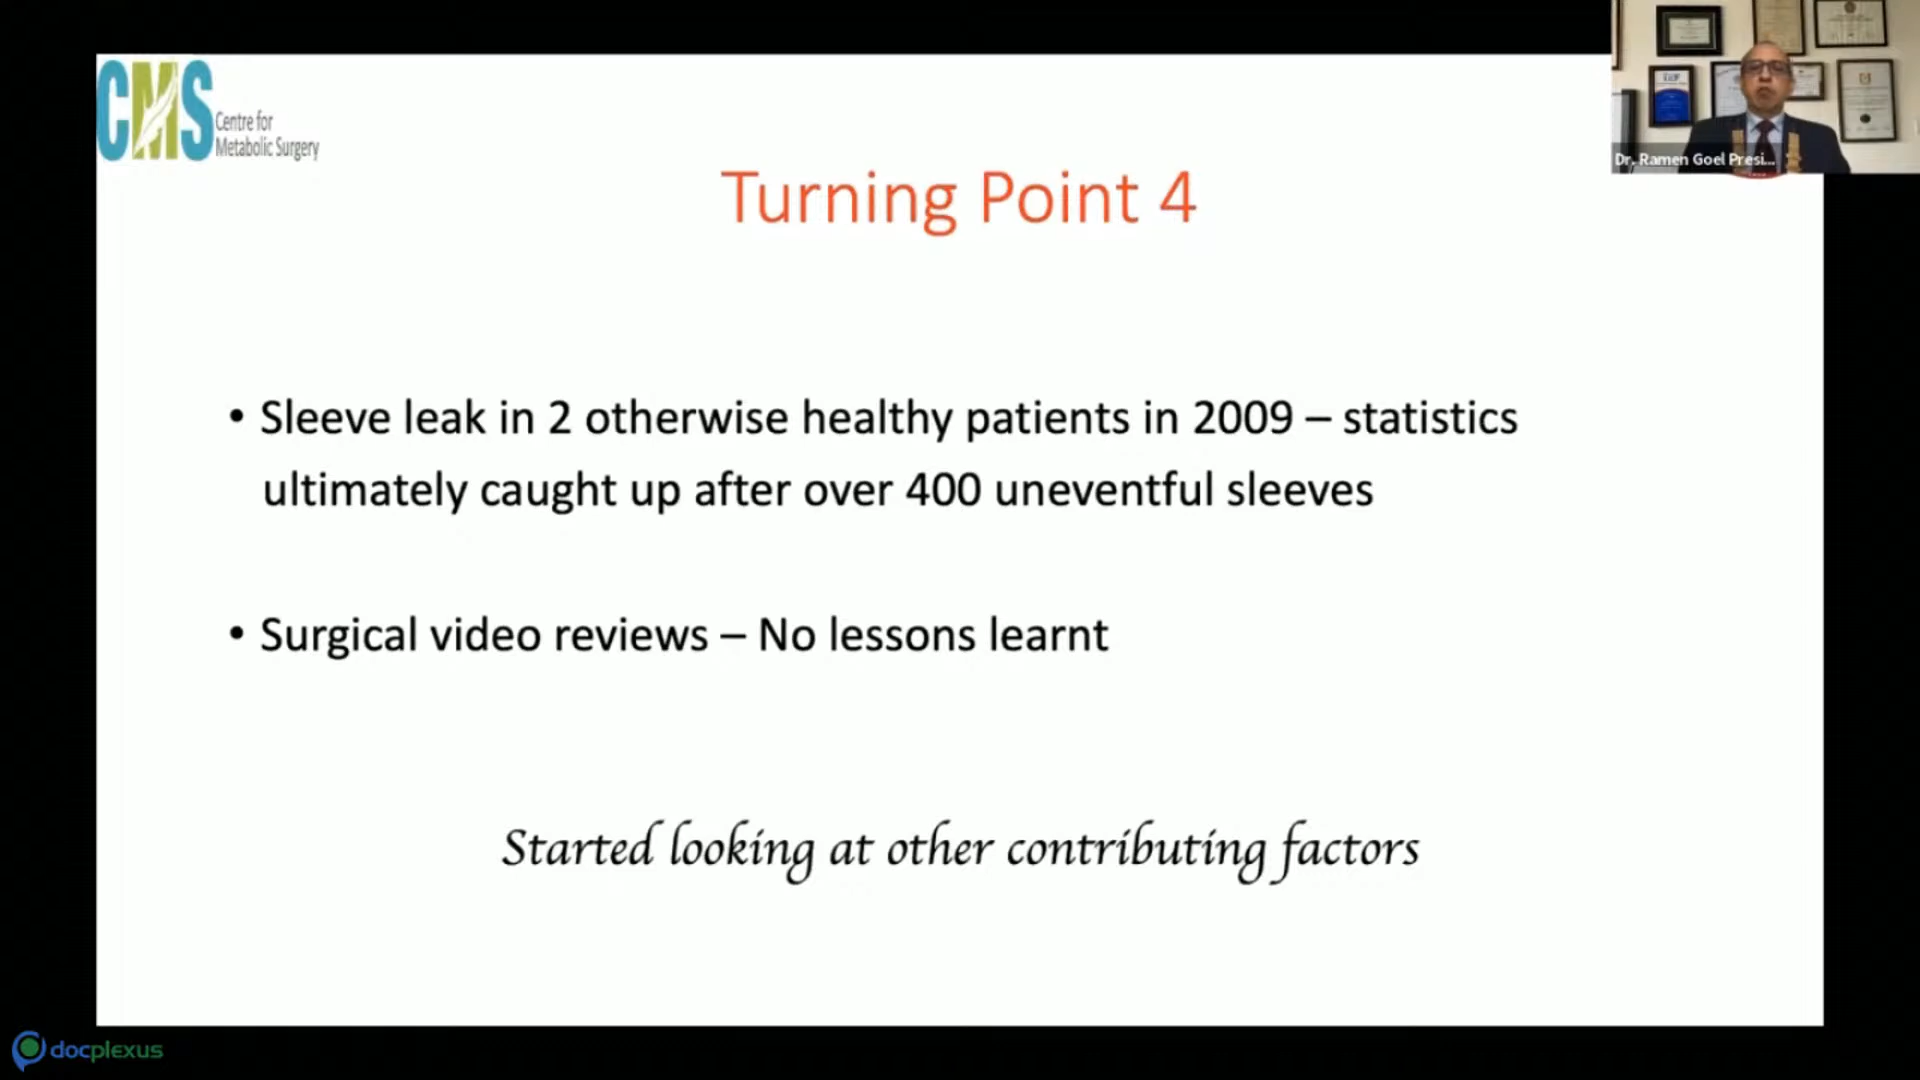 CMS Centre for
Metabolic Surgery
Dr. Ramen Goel Presi...
Turning Point 4
• Sleeve leak in 2 otherwise healthy patients in 2009 – statistics
ultimately caught up after over 400 uneventful sleeves
• Surgical video reviews – No lessons learnt
Started looking at other contributing factors
docplexus